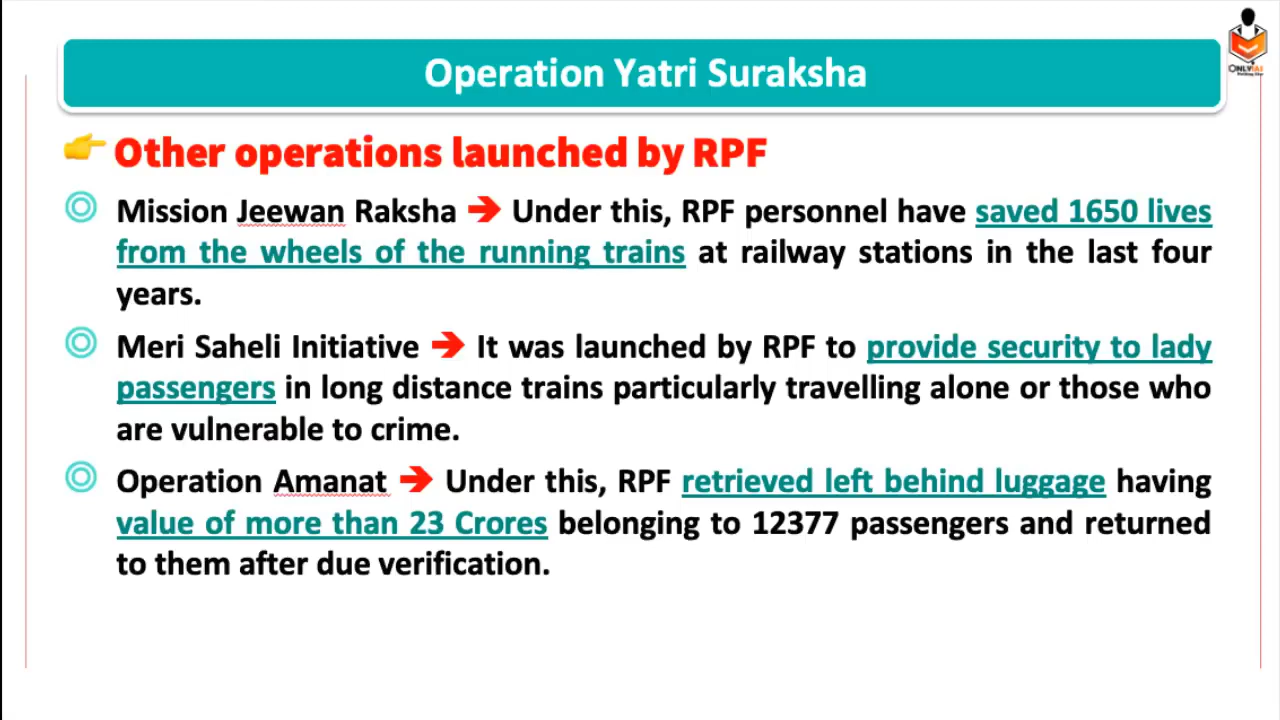 Operation Yatri Suraksha
Other operations launched by RPF
Mission Jeewan Raksha ➔ Under this, RPF personnel have saved 1650 lives
from the wheels of the running trains at railway stations in the last four
years.
Meri Saheli Initiative ➔ It was launched by RPF to provide security to lady
passengers in long distance trains particularly travelling alone or those who
are vulnerable to crime.
Operation Amanat ➔ Under this, RPF retrieved left behind luggage having
value of more than 23 Crores belonging to 12377 passengers and returned
to them after due verification.
ONLYIAS